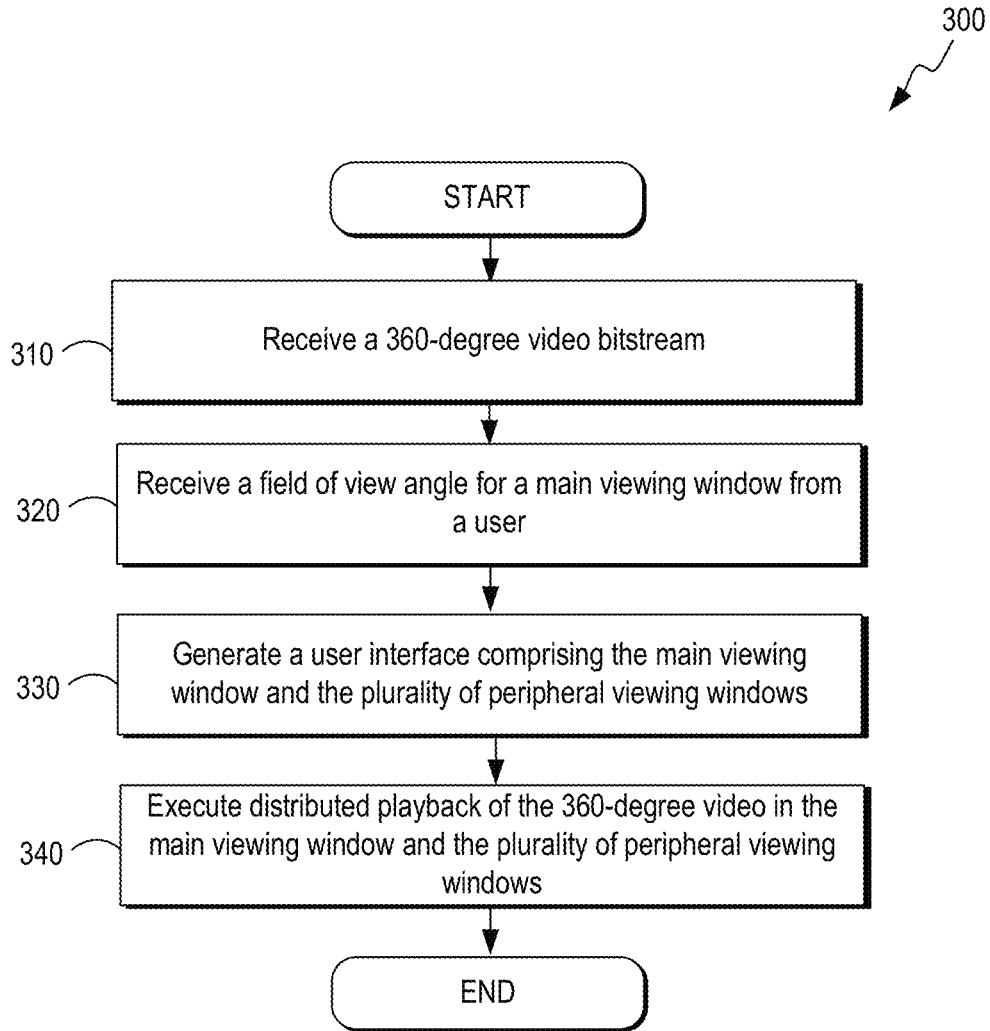 300
START
310
Receive a 360-degree video bitstream
320
Receive a field of view angle for a main viewing window from
a user
330
Generate a user interface comprising the main viewing
window and the plurality of peripheral viewing windows
340
Execute distributed playback of the 360-degree video in the
main viewing window and the plurality of peripheral viewing
windows
END